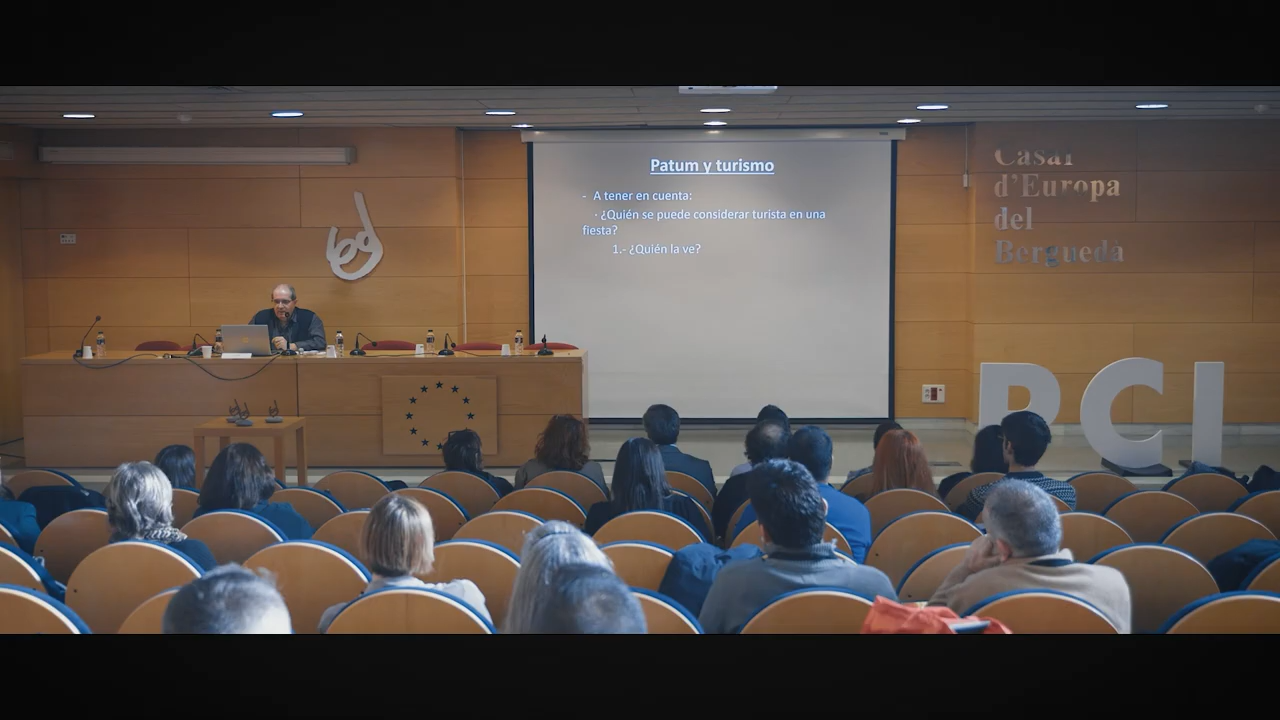 Patum y turismo
- A tener en cuenta:
· ¿Quién se puede considerar turista en una
fiesta?
1.- ¿Quién la ve?
Casal
d'Europa
del
Berguedà
PCI